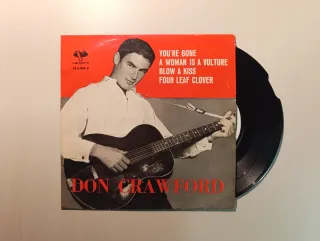 YOU'RE GONE
A WOMAN IS A VULTURE
BLOW A KISS
FOUR LEAF CLOVER
DON CRAWFORD